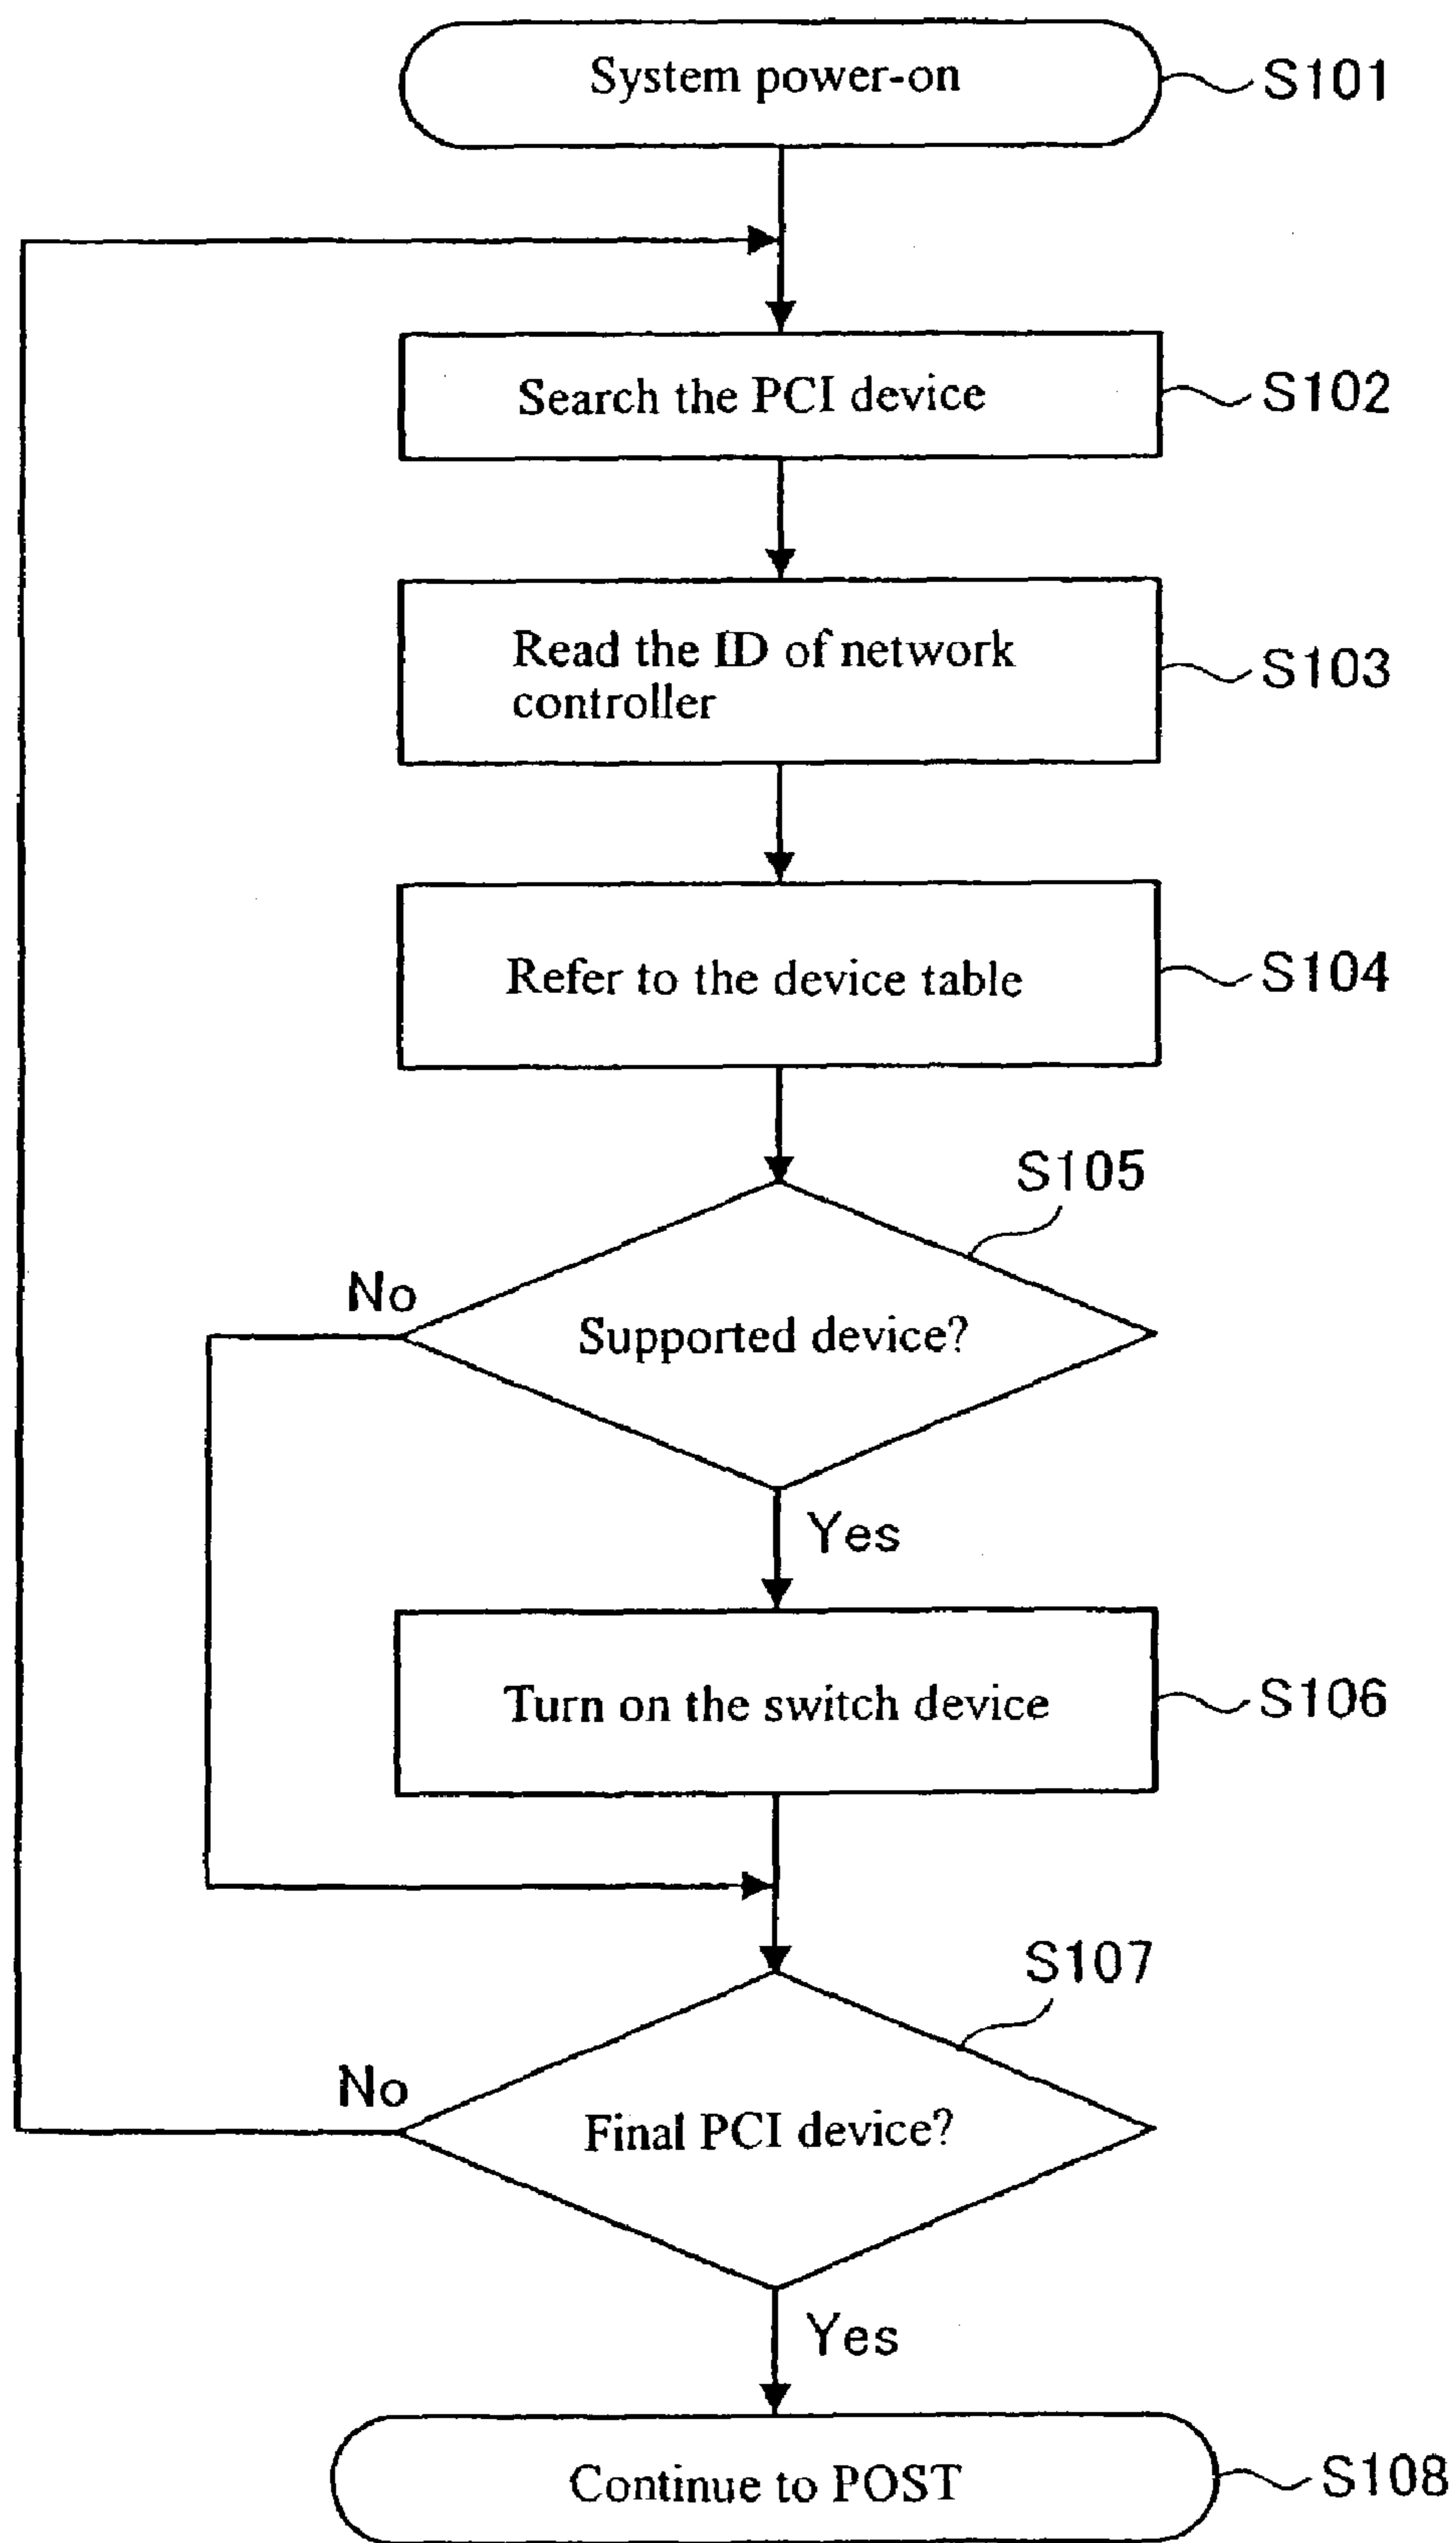 System power-on
S101
Search the PCI device
S102
Read the ID of network
controller
S103
Refer to the device table
S104
S105
No
Supported device?
Yes
Turn on the switch device
S106
S107
No
Final PCI device?
Yes
Continue to POST
S108